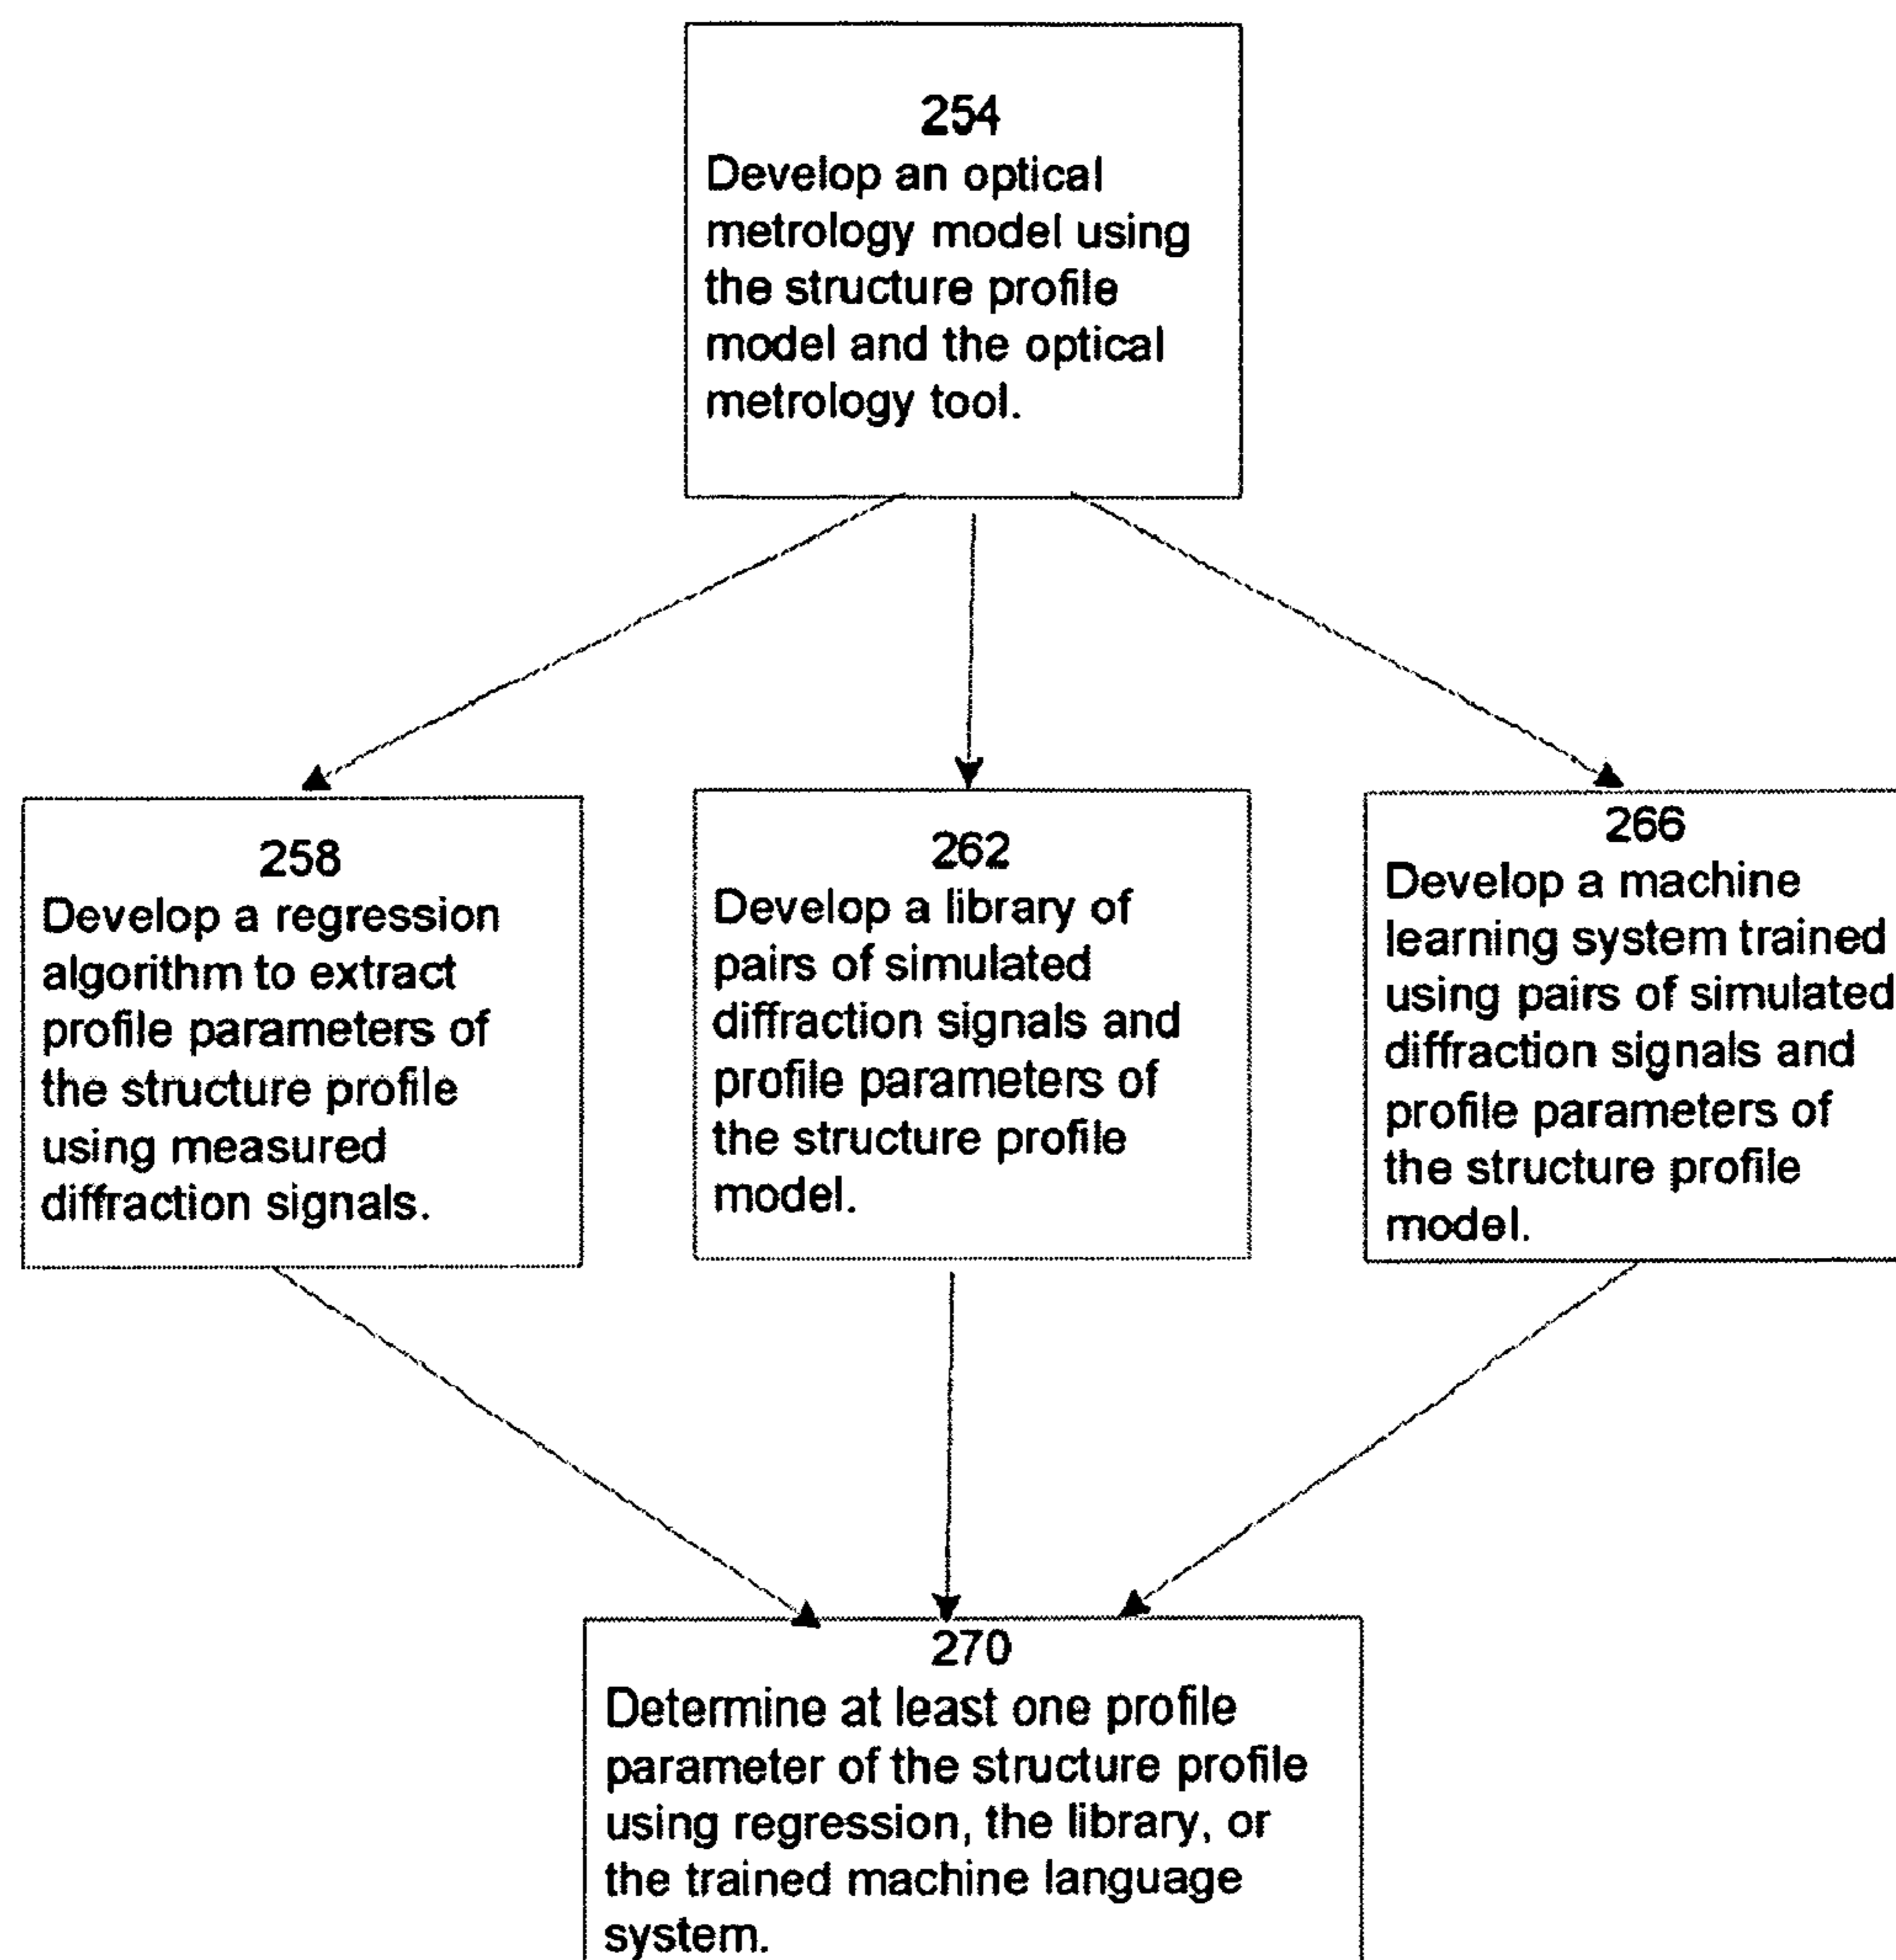 254
Develop an optical
metrology model using
the structure profile
model and the optical
metrology tool.
258
Develop a regression
algorithm to extract
profile parameters of
the structure profile
using measured
diffraction signals.
262
Develop a library of
pairs of simulated
diffraction signals and
profile parameters of
the structure profile
model.
266
Develop a machine
learning system trained
using pairs of simulated
diffraction signals and
profile parameters of
the structure profile
model.
270
Determine at least one profile
parameter of the structure profile
using regression, the library, or
the trained machine language
system.